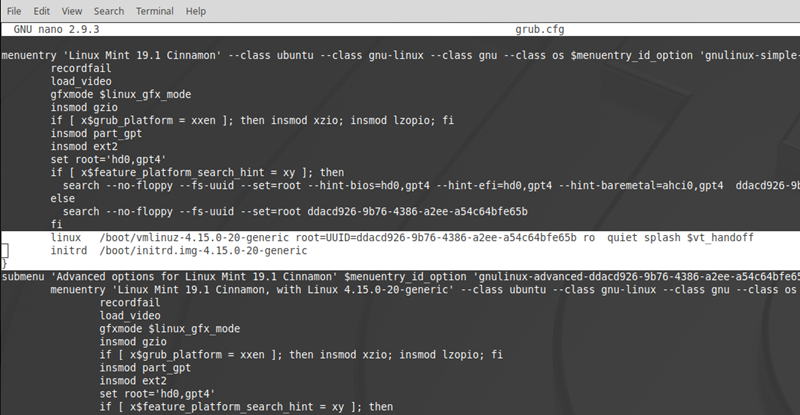 File Edit View Search Terminal Help
GNU nano 2.9.3 grub.cfg
menuentry 'Linux Mint 19.1 Cinnamon' --class ubuntu --class gnu-linux --class gnu --class os $menuentry_id_option 'gnulinux-simple-
recordfail
load_video
gfxmode $linux_gfx_mode
insmod gzio
if [ x$grub_platform = xxen ]; then insmod xzio; insmod lzopio; fi
insmod part_gpt
insmod ext2
set root='hd0,gpt4'
if [ x$feature_platform_search_hint = xy ]; then
search --no-floppy --fs-uuid --set=root --hint-bios=hd0,gpt4 --hint-efi=hd0,gpt4 --hint-baremetal=ahci0,gpt4 ddacd926-9b
else
search --no-floppy --fs-uuid --set=root ddacd926-9b76-4386-a2ee-a54c64bfe65b
fi
linux /boot/vmlinuz-4.15.0-20-generic root=UUID=ddacd926-9b76-4386-a2ee-a54c64bfe65b ro quiet splash $vt_handoff
initrd /boot/initrd.img-4.15.0-20-generic
}
submenu 'Advanced options for Linux Mint 19.1 Cinnamon' $menuentry_id_option 'gnulinux-advanced-ddacd926-9b76-4386-a2ee-a54c64bfe65
menuentry 'Linux Mint 19.1 Cinnamon, with Linux 4.15.0-20-generic' --class ubuntu --class gnu-linux --class gnu --class os
recordfail
load_video
gfxmode $linux_gfx_mode
insmod gzio
if [ x$grub_platform = xxen ]; then insmod xzio; insmod lzopio; fi
insmod part_gpt
insmod ext2
set root='hd0,gpt4'
if [ x$feature_platform_search_hint = xy ]; then